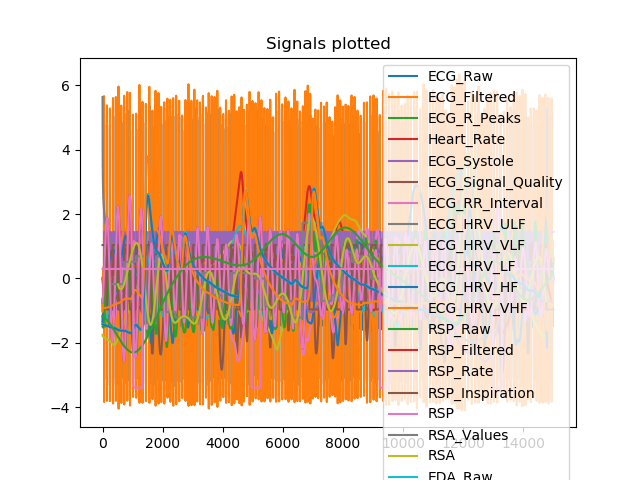 Signals plotted
6
4
2
0
−2
−4
0
2000
4000
6000
8000
10000
12000
14000
ECG_Raw
ECG_Filtered
ECG_R_Peaks
Heart_Rate
ECG_Systole
ECG_Signal_Quality
ECG_RR_Interval
ECG_HRV_ULF
ECG_HRV_VLF
ECG_HRV_LF
ECG_HRV_HF
ECG_HRV_VHF
RSP_Raw
RSP_Filtered
RSP_Rate
RSP_Inspiration
RSP
RSA_Values
RSA
EDA_Raw